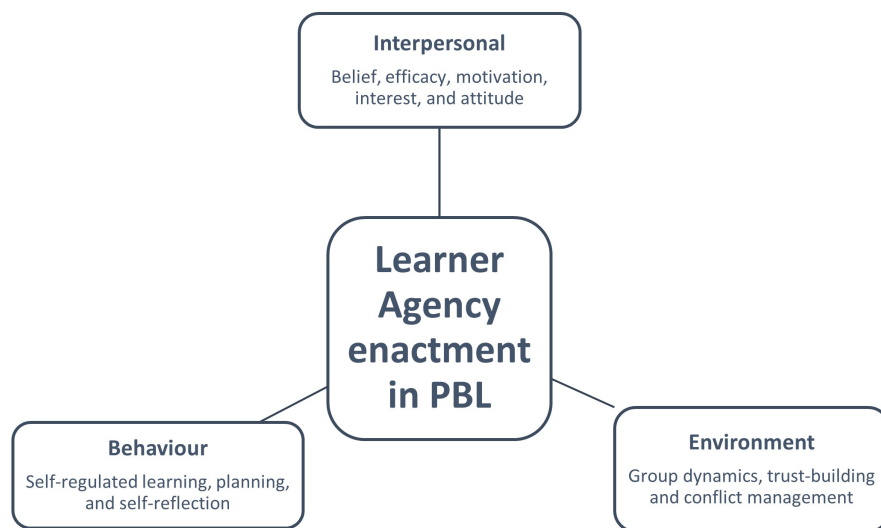 Interpersonal
Belief, efficacy, motivation,
interest, and attitude
Learner
Agency
enactment
in PBL
Behaviour
Self-regulated learning, planning,
and self-reflection
Environment
Group dynamics, trust-building
and conflict management